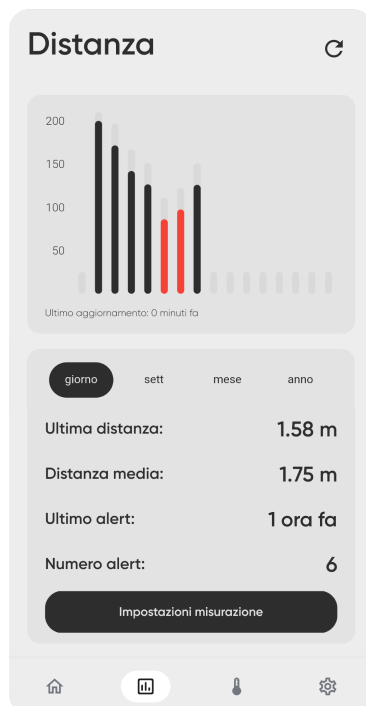 Distanza
200
150
100
50
Ultimo aggiornamento: 0 minuti fa
giorno sett mese anno
Ultima distanza: 1.58 m
Distanza media: 1.75 m
Ultimo alert: 1 ora fa
Numero alert: 6
Impostazioni misurazione